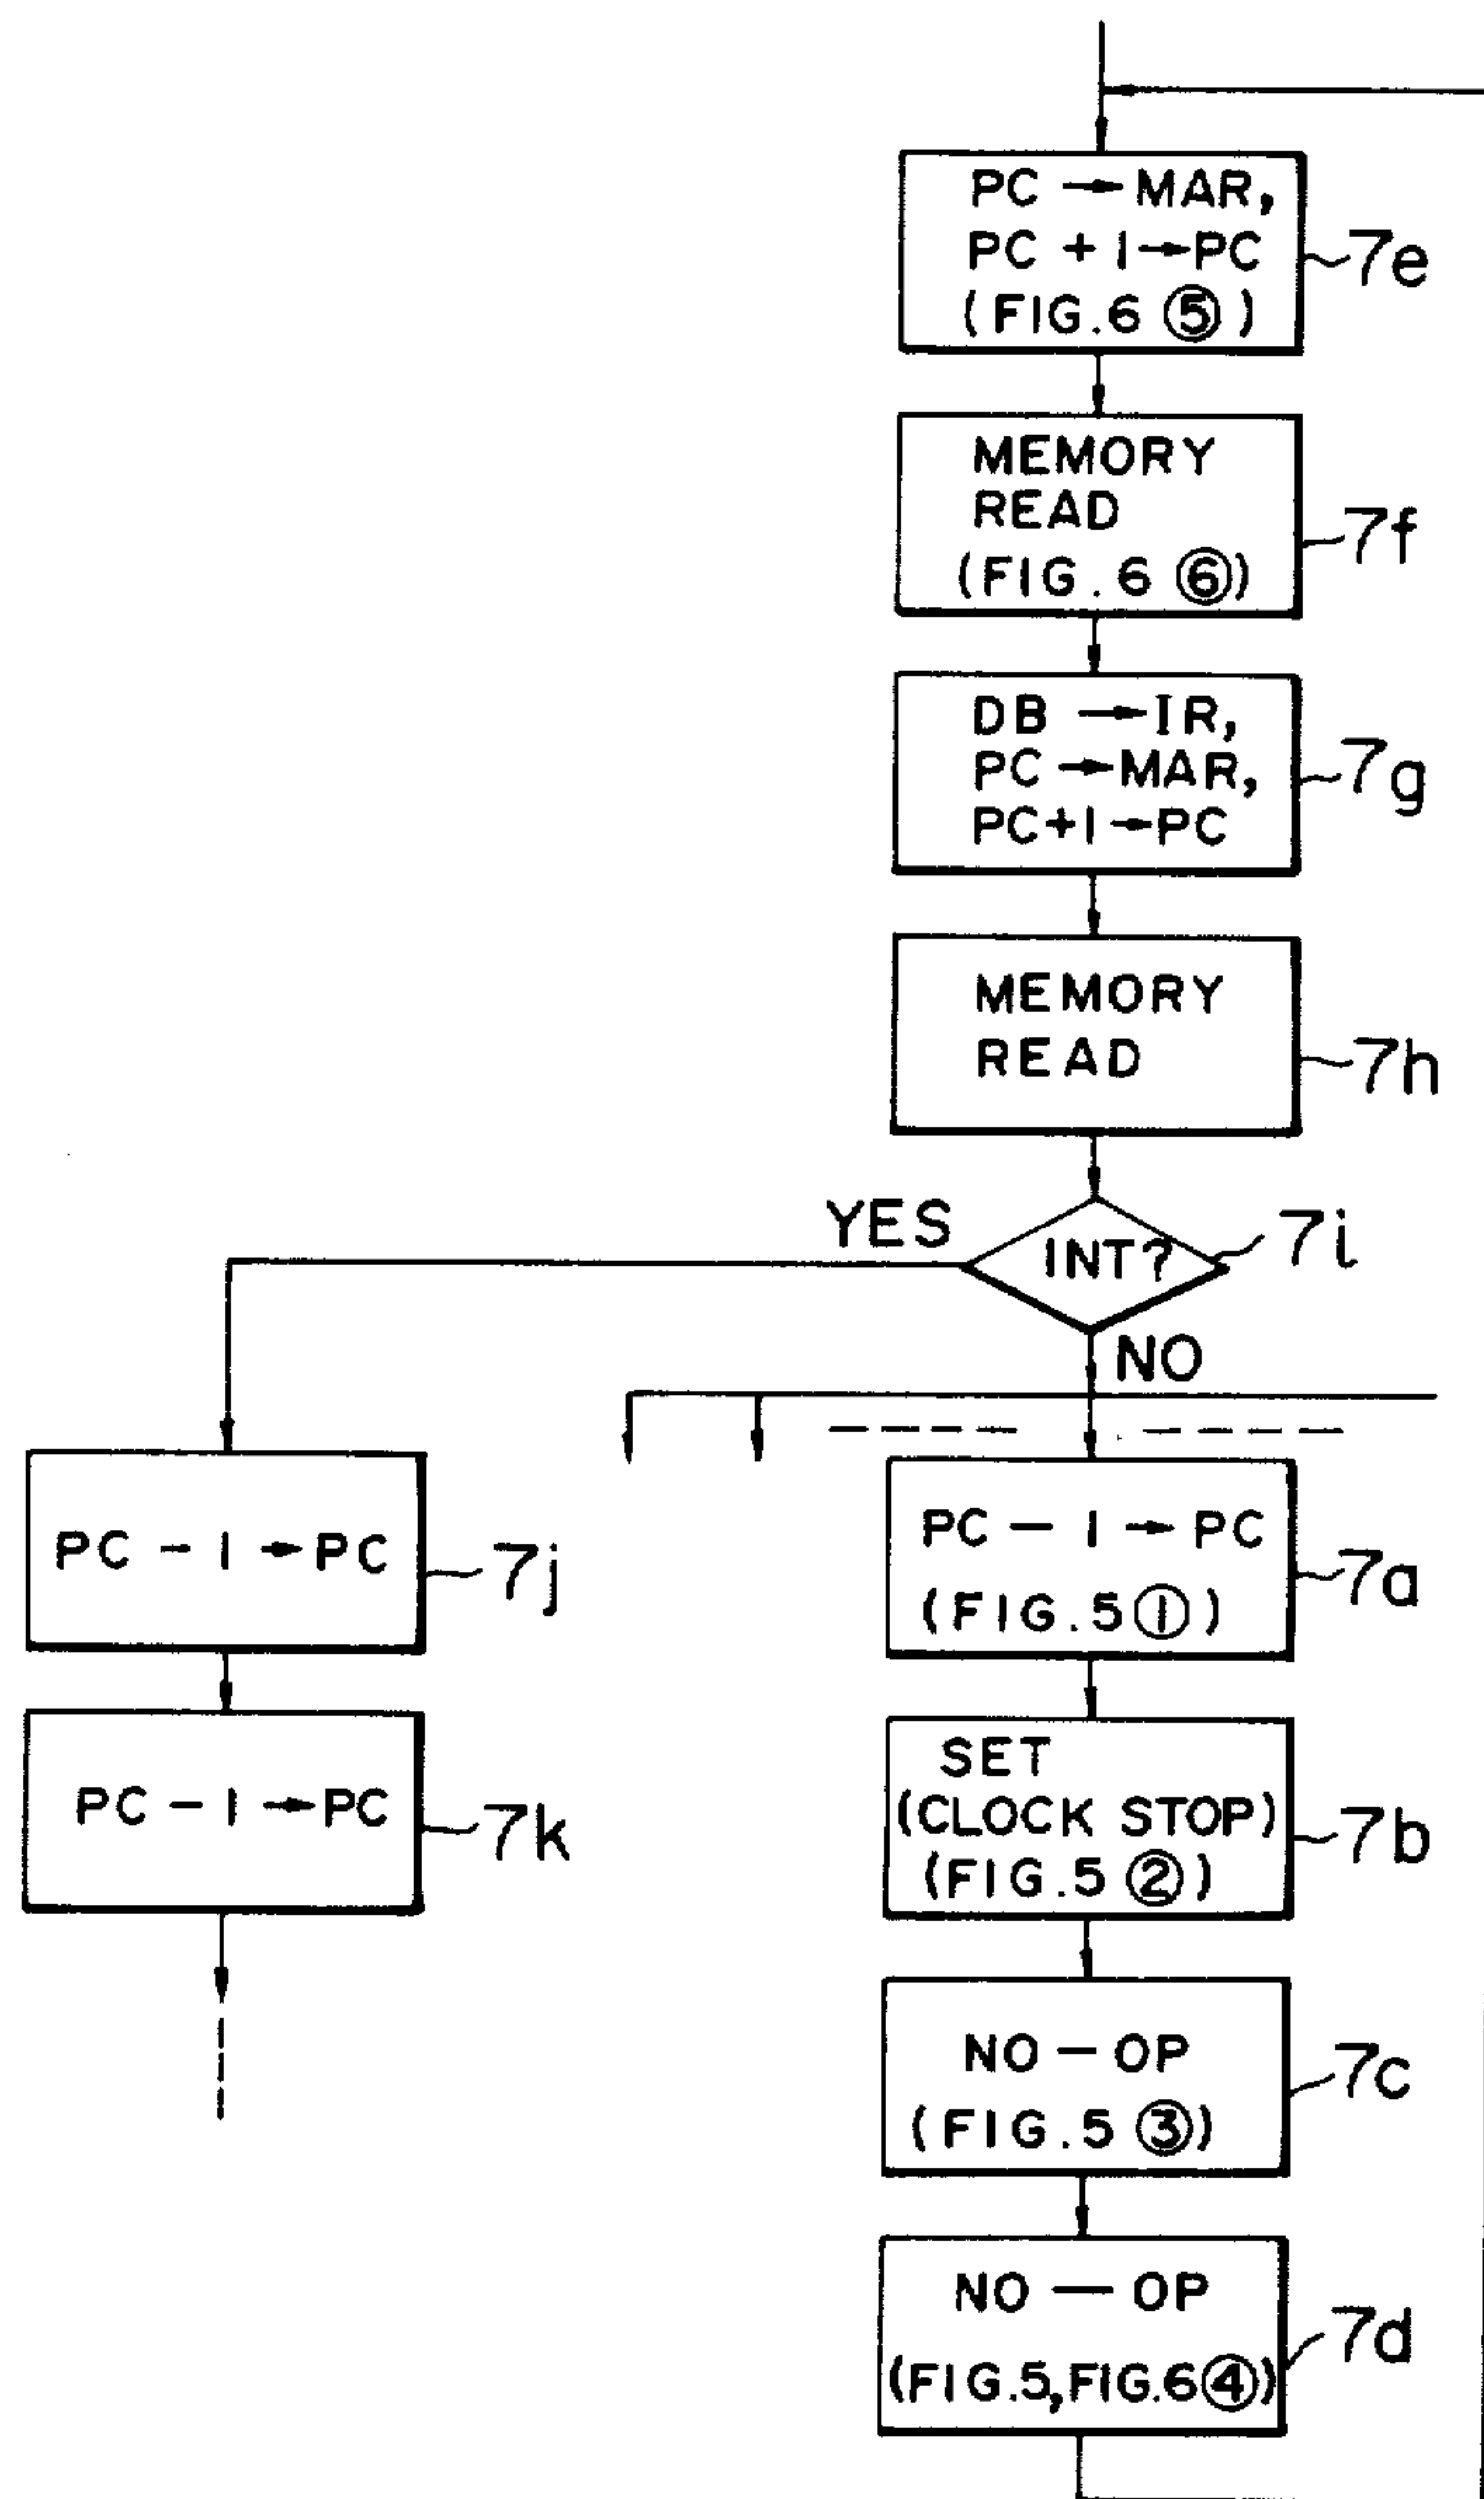 PC → MAR,
PC + 1 → PC
(FIG.6 ⑤)
7e
MEMORY
READ
(FIG.6 ⑥)
7f
DB → IR,
PC → MAR,
PC+1 → PC
7g
MEMORY
READ
7h
YES
INT?
7i
NO
PC - 1 → PC
7j
PC - 1 → PC
(FIG.5 ①)
7a
PC - 1 → PC
7k
SET
(CLOCK STOP)
(FIG.5 ②)
7b
NO - OP
(FIG.5 ③)
7c
NO - OP
(FIG.5, FIG.6 ④)
7d